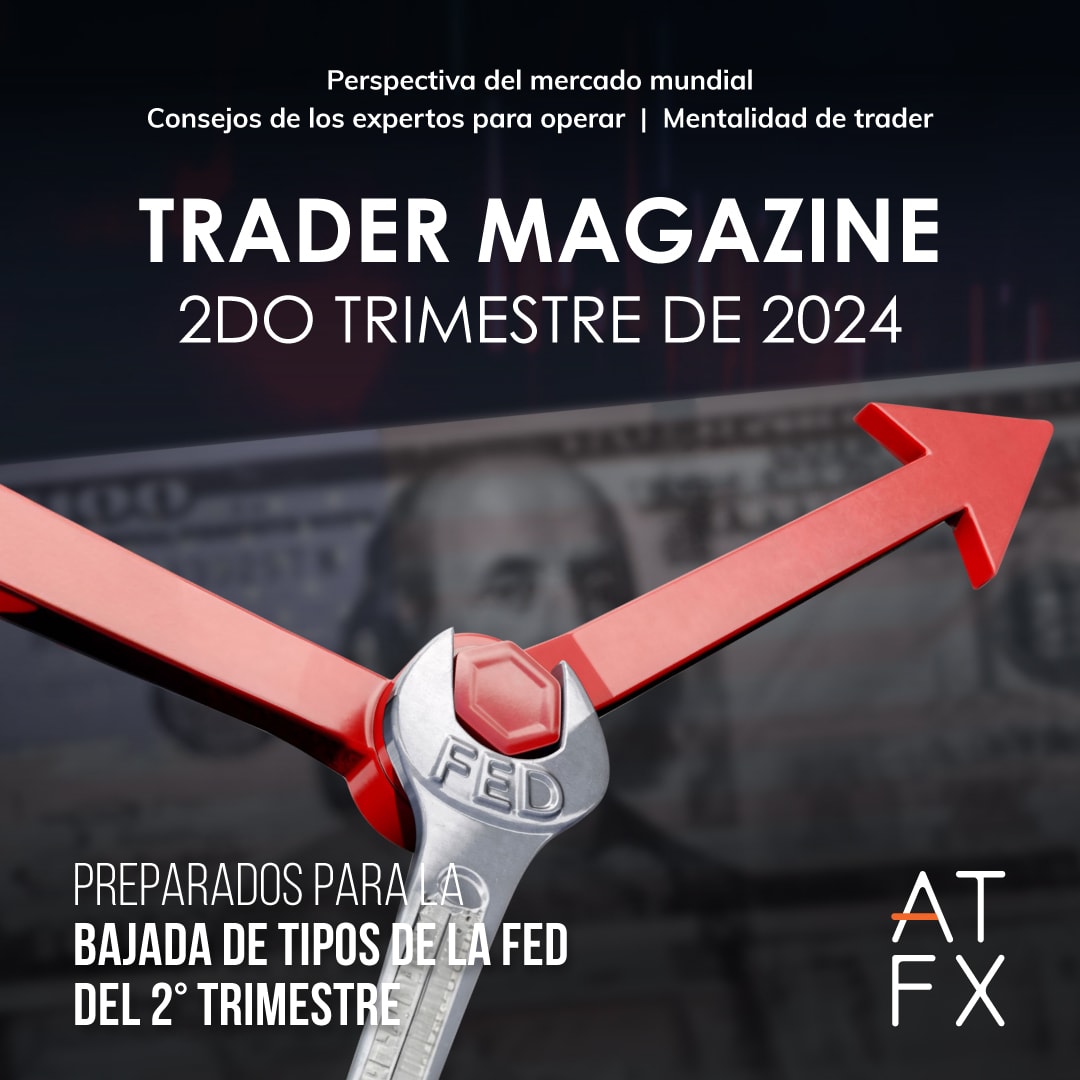 Perspectiva del mercado mundial
Consejos de los expertos para operar | Mentalidad de trader
TRADER MAGAZINE
2DO TRIMESTRE DE 2024
100
FED
PREPARADOS PARA LA
BAJADA DE TIPOS DE LA FED
DEL 2° TRIMESTRE
AT
FX